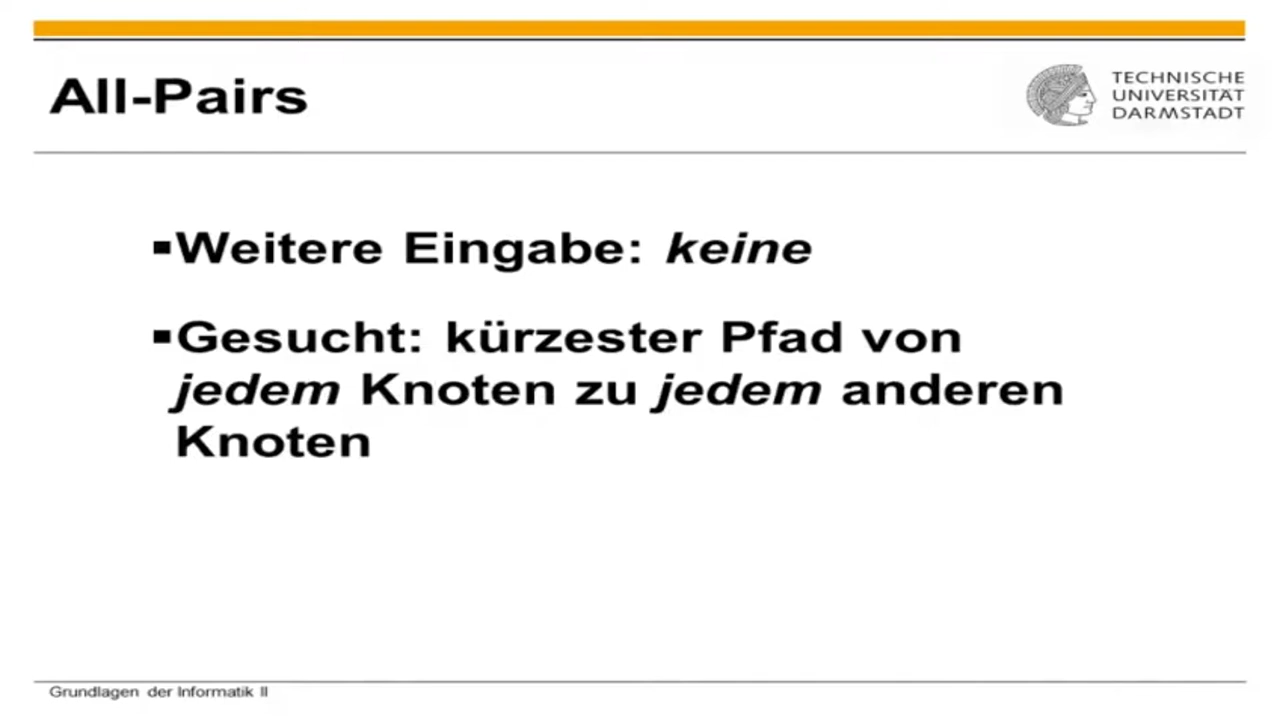 All-Pairs
TECHNISCHE
UNIVERSITÄT
DARMSTADT
▪Weitere Eingabe: keine
▪Gesucht: kürzester Pfad von
jedem Knoten zu jedem anderen
Knoten
Grundlagen der Informatik II